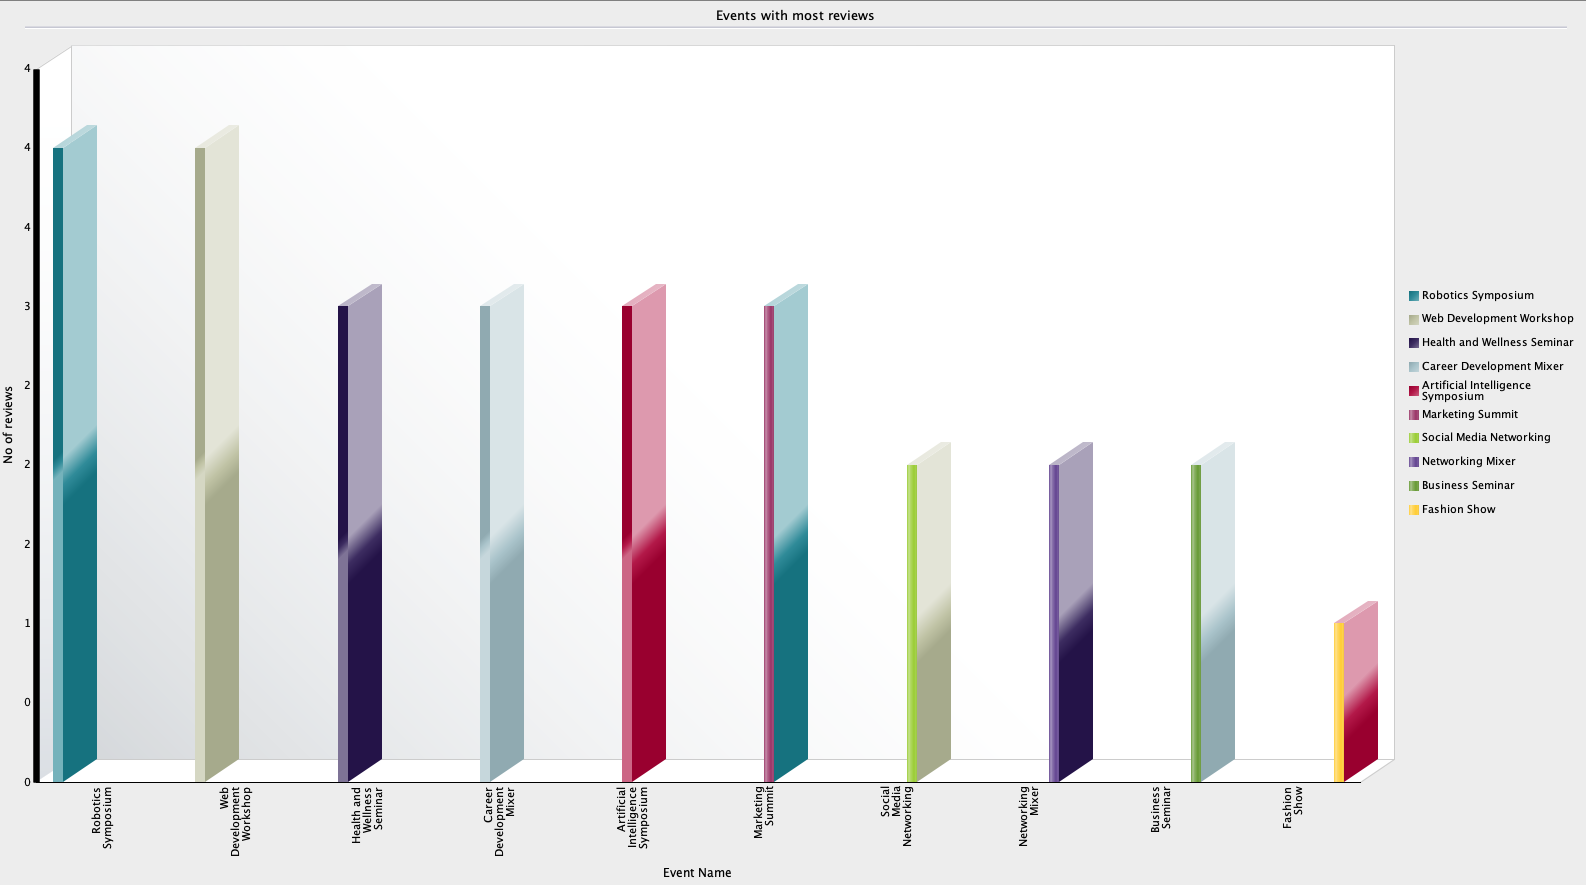 Events with most reviews
No of reviews
4
4
4
3
2
2
2
1
0
0
Robotics
Symposium
Web
Development
Workshop
Health and
Wellness
Seminar
Career
Development
Mixer
Artificial
Intelligence
Symposium
Marketing
Summit
Social
Media
Networking
Networking
Mixer
Business
Seminar
Fashion
Show
Event Name
Robotics Symposium
Web Development Workshop
Health and Wellness Seminar
Career Development Mixer
Artificial Intelligence
Symposium
Marketing Summit
Social Media Networking
Networking Mixer
Business Seminar
Fashion Show